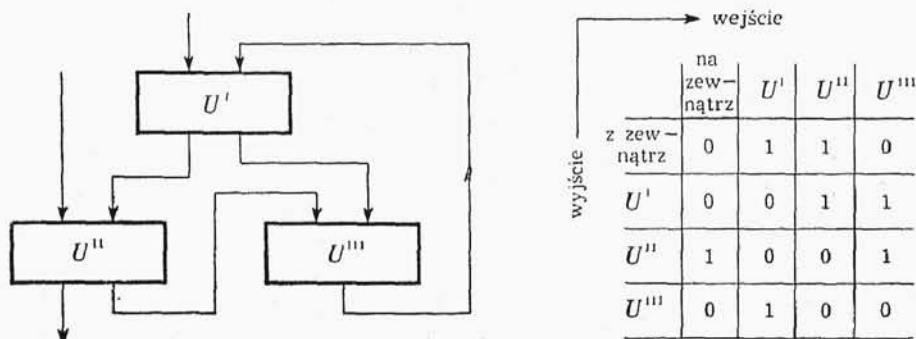 U^I
U^II
U^III
wejście
wyjście
na zew- nątrz U^I U^II U^III
z zew- nątrz 0 1 1 0
U^I 0 0 1 1
U^II 1 0 0 1
U^III 0 1 0 0